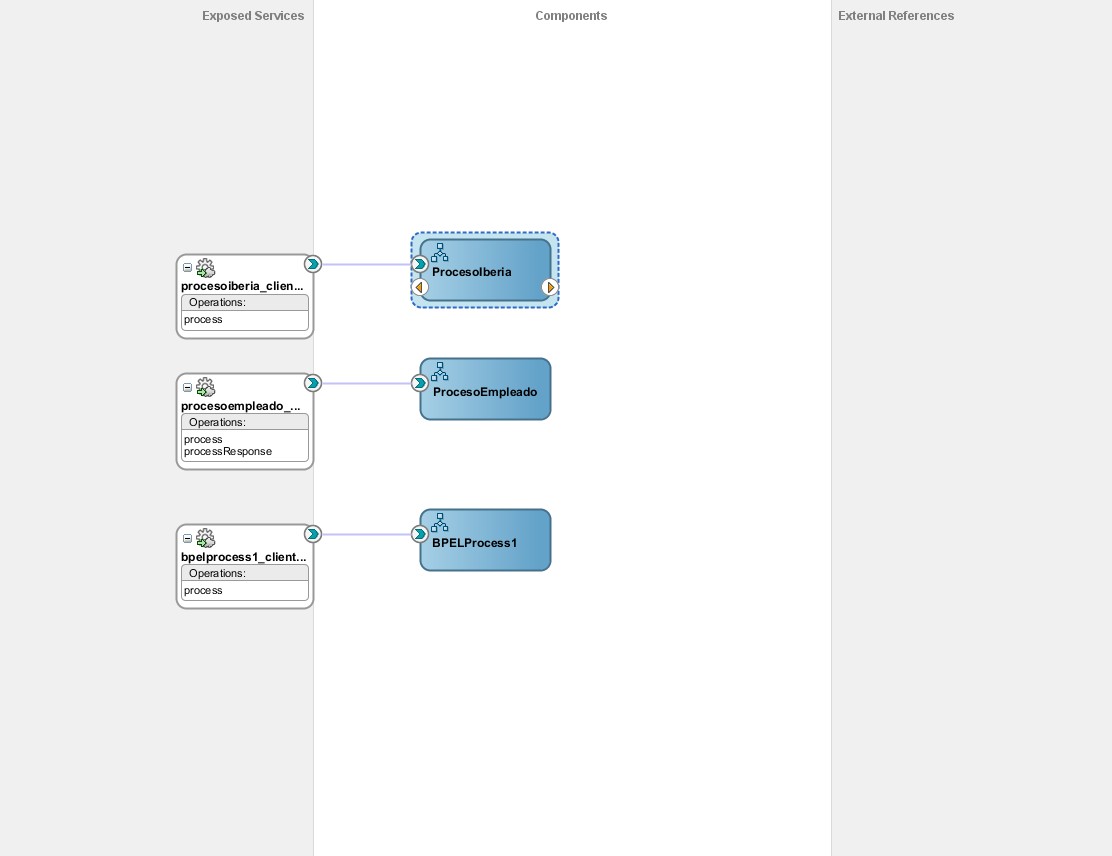 Exposed Services
Components
External References
procesoiberia_clien...
Operations:
process
ProcesoIberia
procesoempleado_...
Operations:
process
processResponse
ProcesoEmpleado
bpelprocess1_client...
Operations:
process
BPELProcess1